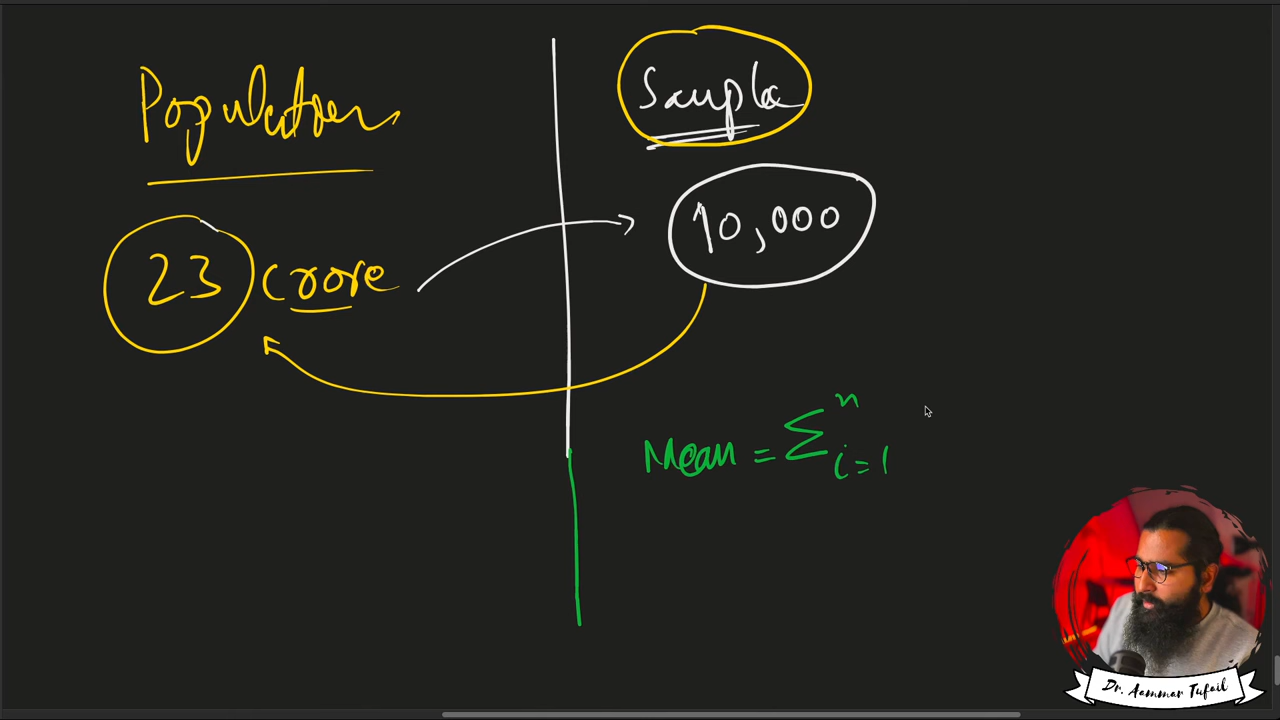 Population
Sample
23 crore
10,000
Mean = Σ n i=1
Dr. Aammar Tufail